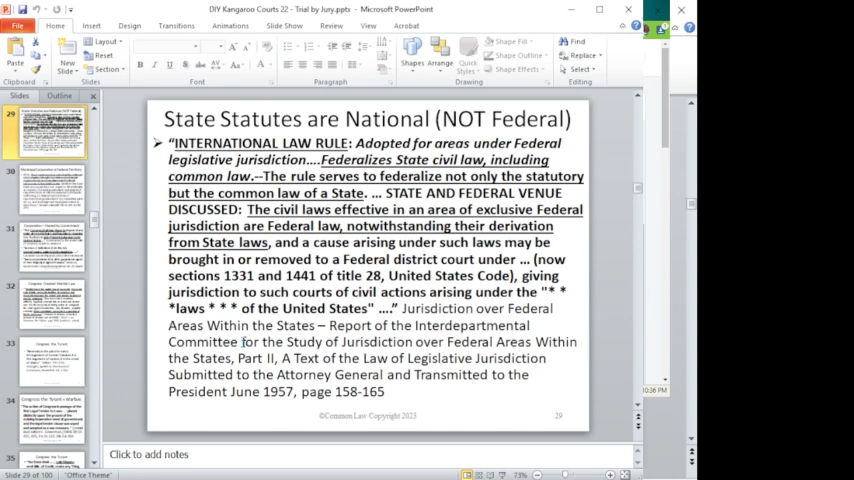 DIY Kangaroo Courts 22 - Trial by Jury.pptx - Microsoft PowerPoint
File Home Insert Design Transitions Animations Slide Show Review View Acrobat
Paste
New Slide
Layout
Reset
Section
Shapes
Arrange
Quick Styles
Shape Fill
Shape Outline
Shape Effects
Find
Replace
Select
Clipboard Slides Font Paragraph Drawing Editing
Slides Outline
29
30
31
32
33
34
35
State Statutes are National (NOT Federal)
➢ “INTERNATIONAL LAW RULE: Adopted for areas under Federal
legislative jurisdiction....Federalizes State civil law, including
common law.--The rule serves to federalize not only the statutory
but the common law of a State. ... STATE AND FEDERAL VENUE
DISCUSSED: The civil laws effective in an area of exclusive Federal
jurisdiction are Federal law, notwithstanding their derivation
from State laws, and a cause arising under such laws may be
brought in or removed to a Federal district court under ... (now
sections 1331 and 1441 of title 28, United States Code), giving
jurisdiction to such courts of civil actions arising under the "* *
*laws * * * of the United States" ....” Jurisdiction over Federal
Areas Within the States – Report of the Interdepartmental
Committee for the Study of Jurisdiction over Federal Areas Within
the States, Part II, A Text of the Law of Legislative Jurisdiction
Submitted to the Attorney General and Transmitted to the
President June 1957, page 158-165
©Common Law Copyright 2023
29
10:36 PM
Click to add notes
Slide 29 of 100 "Office Theme" 73%